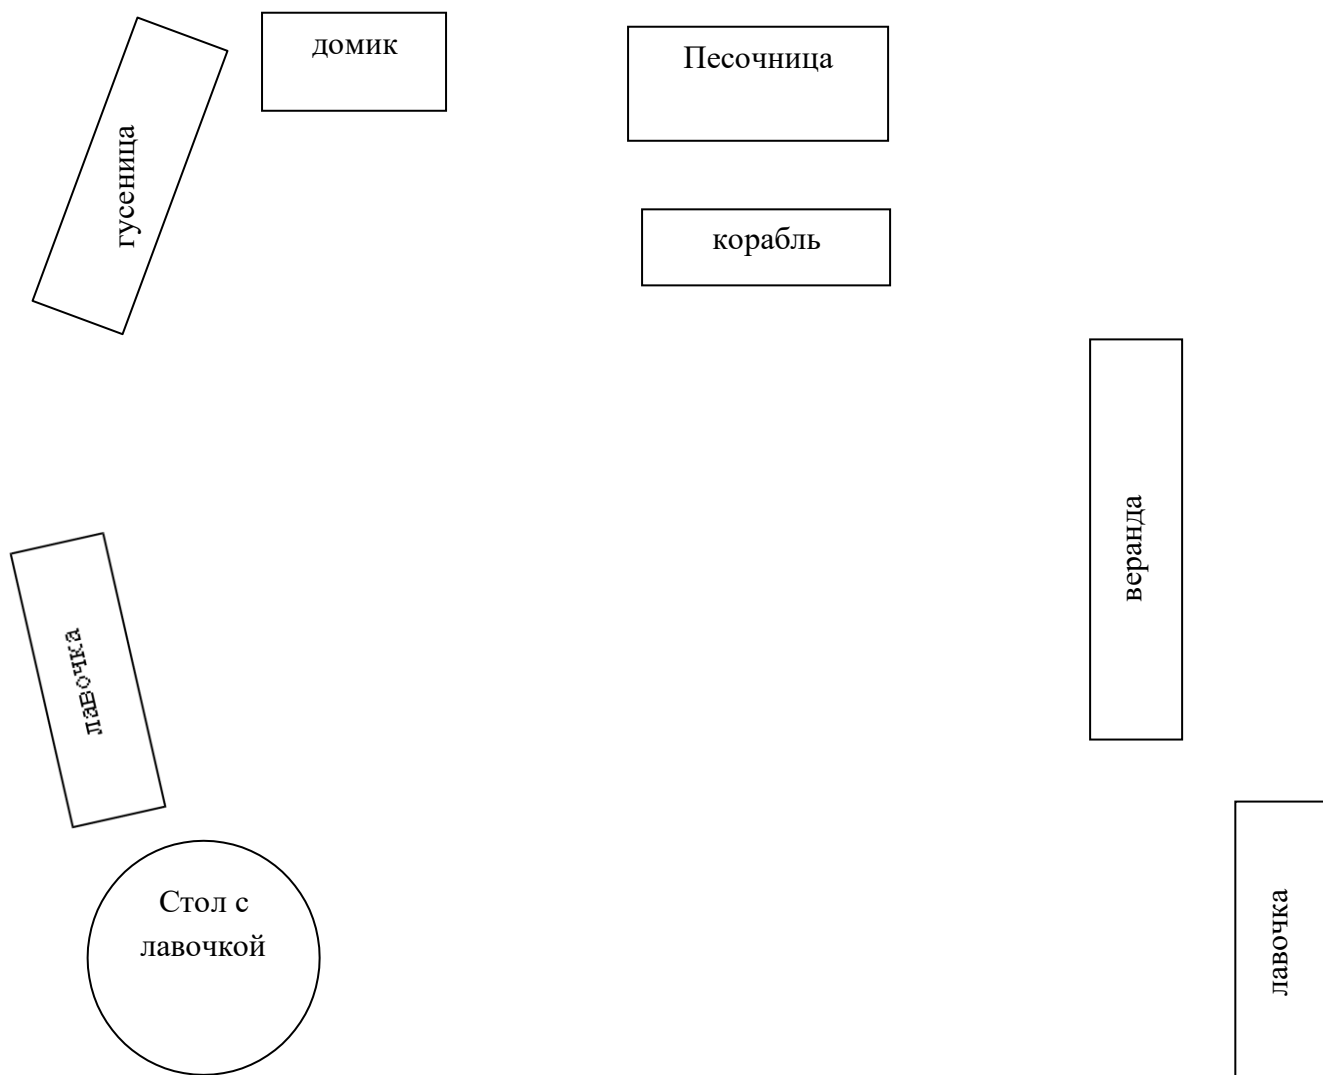 домик
Песочница
гусеница
корабль
веранда
лавочка
Стол с
лавочкой
лавочка